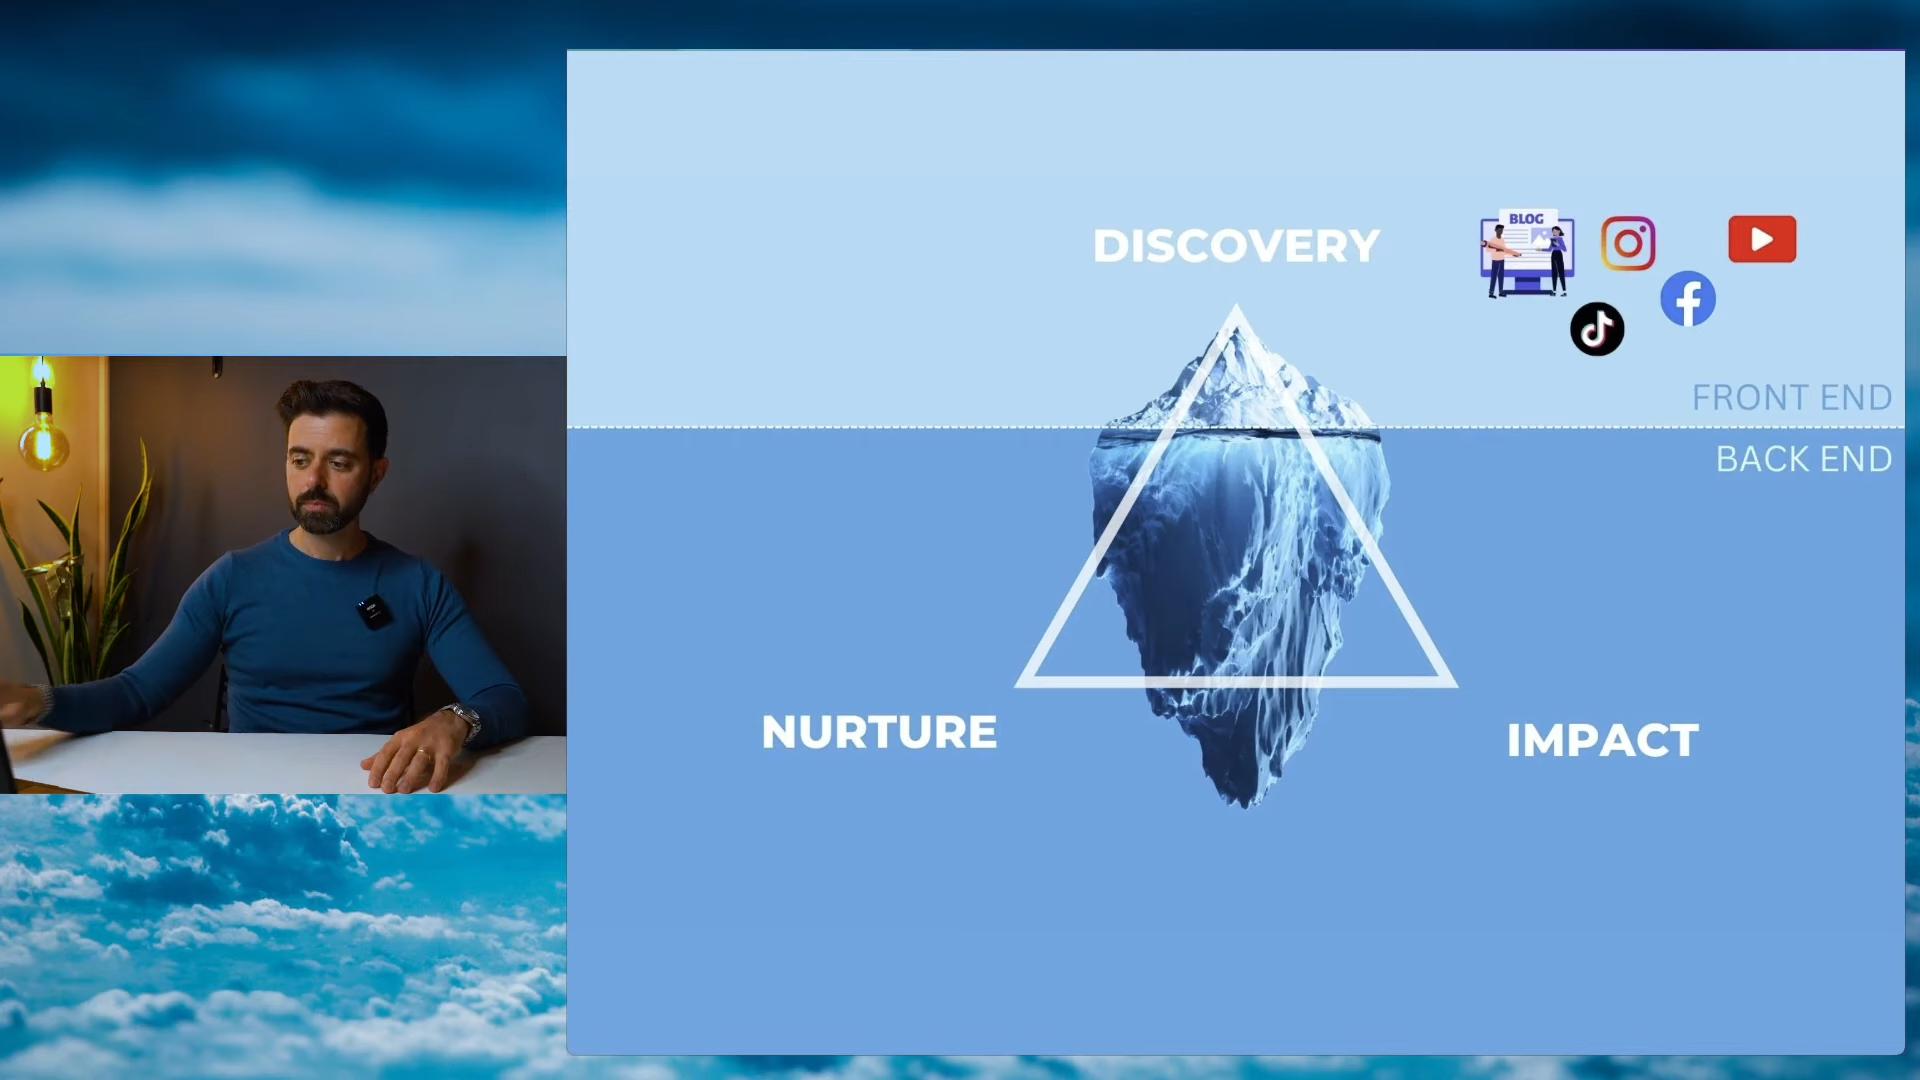 BLOG
DISCOVERY
FRONT END
BACK END
NURTURE
IMPACT